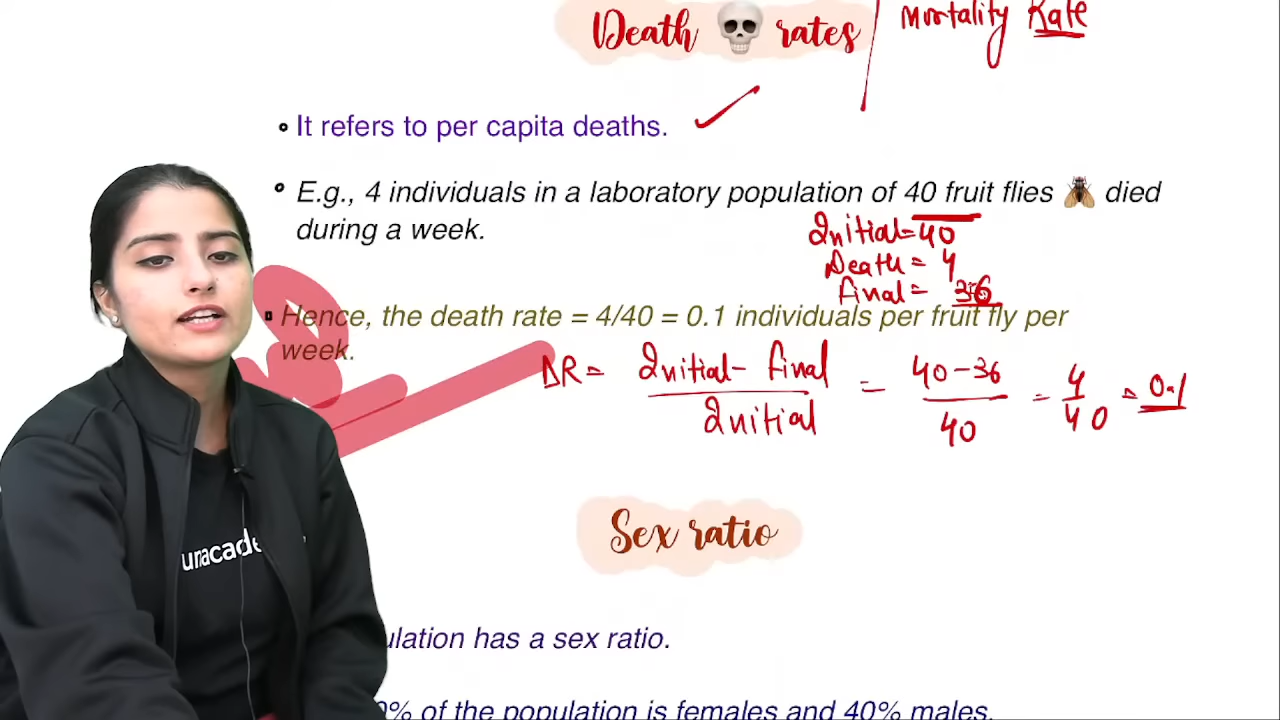 Death 💀 rates
Mortality Rate
It refers to per capita deaths.
E.g., 4 individuals in a laboratory population of 40 fruit flies 🪰 died
during a week.
Initial = 40
Death = 4
Final = 36
Hence, the death rate = 4/40 = 0.1 individuals per fruit fly per
week.
DR = Initial - final / Initial = 40 - 36 / 40 = 4 / 40 = 0.1
Sex ratio
unacade
ulation has a sex ratio.
0% of the population is females and 40% males.